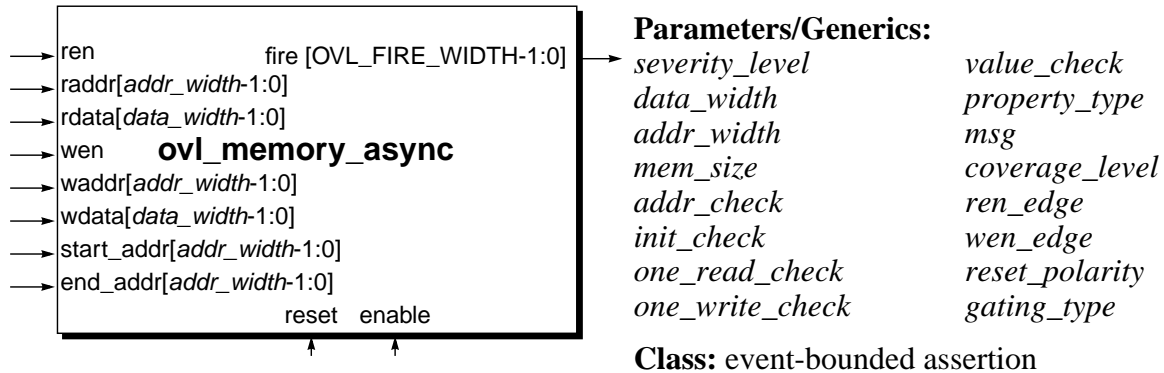 ren fire [OVL_FIRE_WIDTH-1:0]
raddr[addr_width-1:0]
rdata[data_width-1:0]
wen ovl_memory_async
waddr[addr_width-1:0]
wdata[data_width-1:0]
start_addr[addr_width-1:0]
end_addr[addr_width-1:0]
reset enable
Parameters/Generics:
severity_level value_check
data_width property_type
addr_width msg
mem_size coverage_level
addr_check ren_edge
init_check wen_edge
one_read_check reset_polarity
one_write_check gating_type
Class: event-bounded assertion